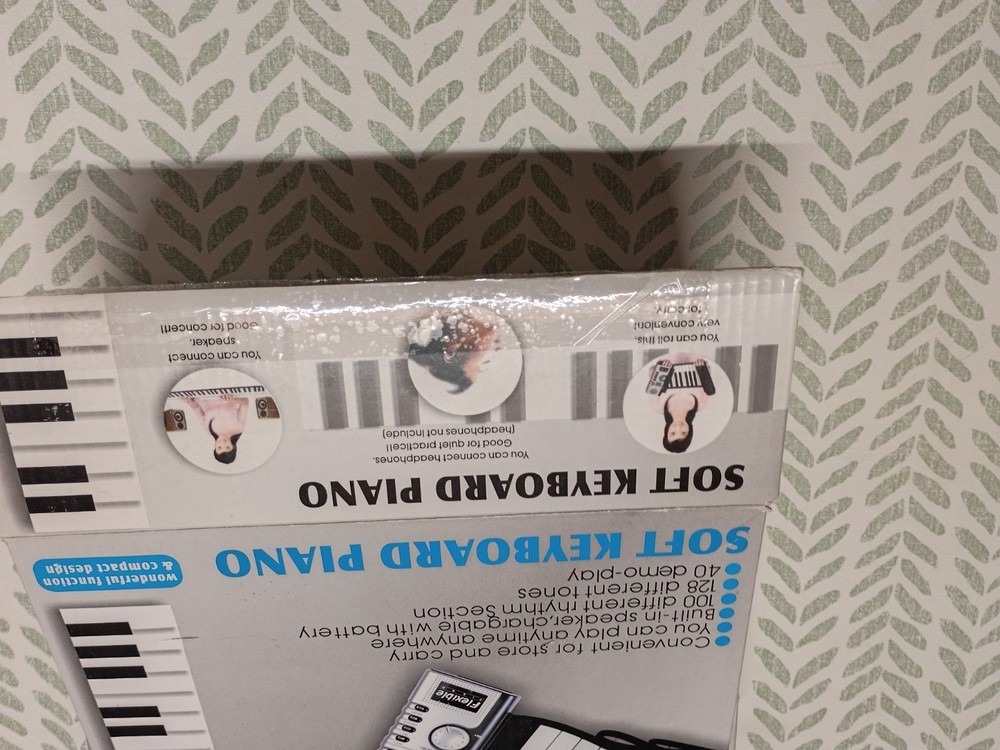 Flexible
Convenient for store and carry
You can play anytime anywhere
Built-in speaker,chargable with battery
100 different rhythm section
128 different tones
40 demo-play
SOFT KEYBOARD PIANO
wonderful function
& compact design
SOFT KEYBOARD PIANO
You can connect headphones.
Good for quiet practice!!
(headphones not include)
You can roll this,
very convenient
for carry.
You can connect
speaker.
Good for concert!